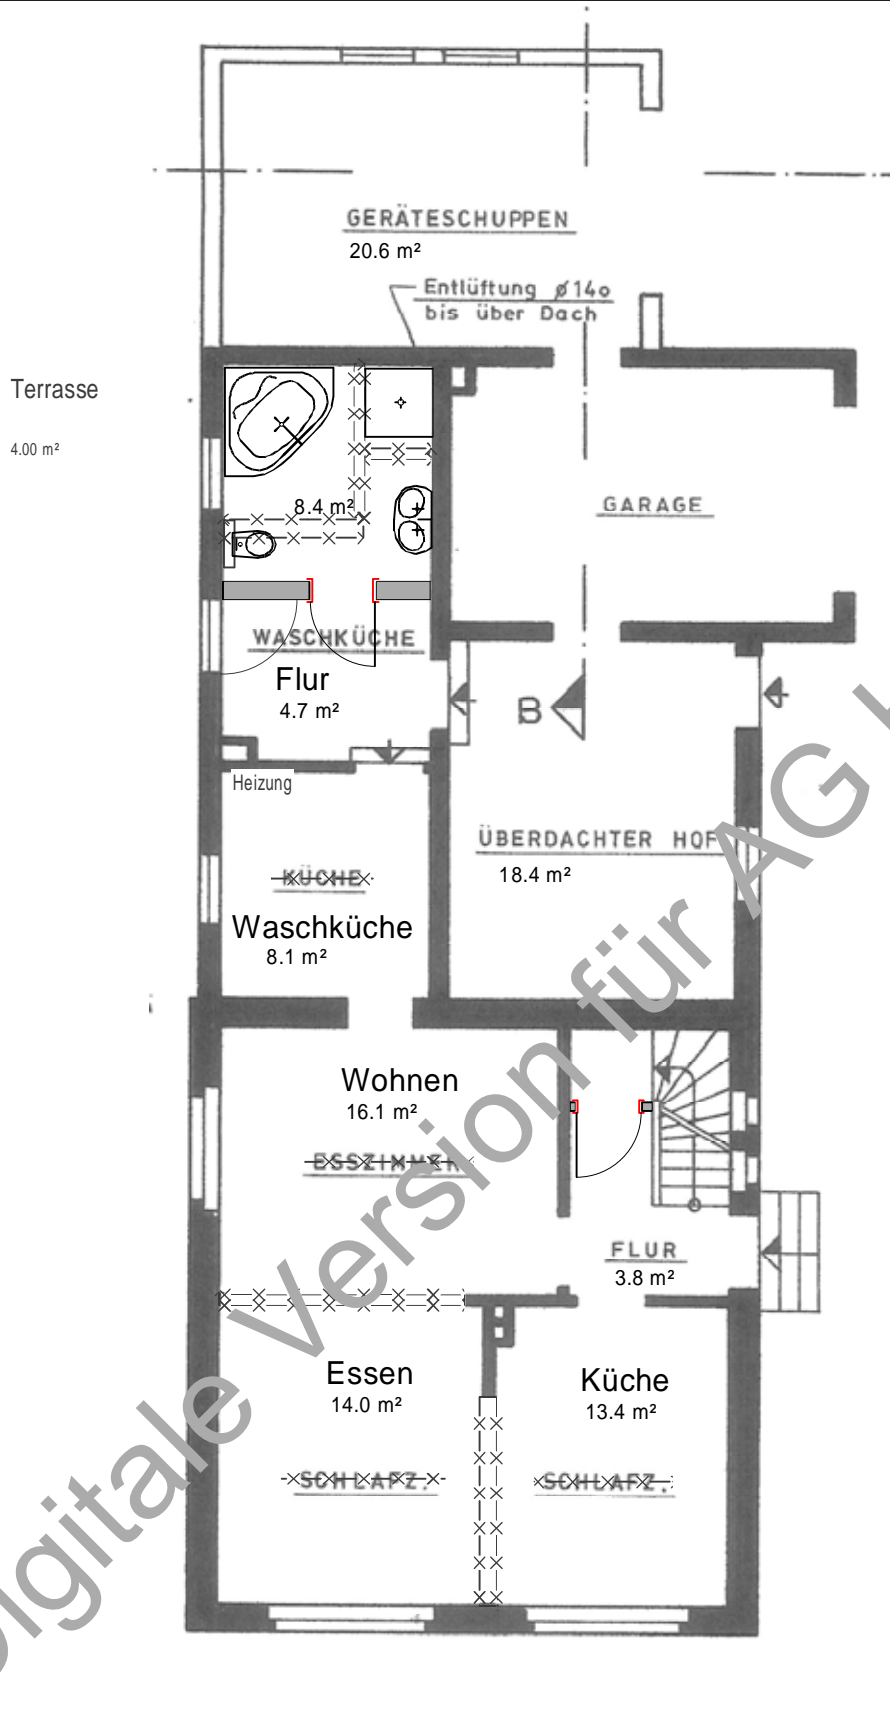 GERÄTESCHUPPEN
20.6 m²
Entlüftung ø 14o
bis über Dach
Terrasse
4.00 m²
8.4 m²
GARAGE
WASCHKÜCHE
Flur
4.7 m²
B
Heizung
ÜBERDACHTER HOF
18.4 m²
KÜCHE
Waschküche
8.1 m²
Wohnen
16.1 m²
ESSZIMMER
FLUR
3.8 m²
Essen
14.0 m²
Küche
13.4 m²
SCHLAFZ.
SCHLAFZ.
Digitale Version für AG